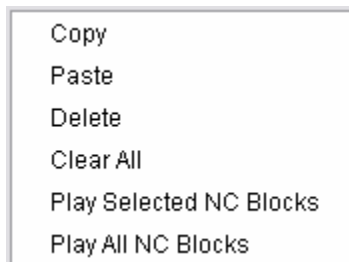 Copy
Paste
Delete
Clear All
Play Selected NC Blocks
Play All NC Blocks